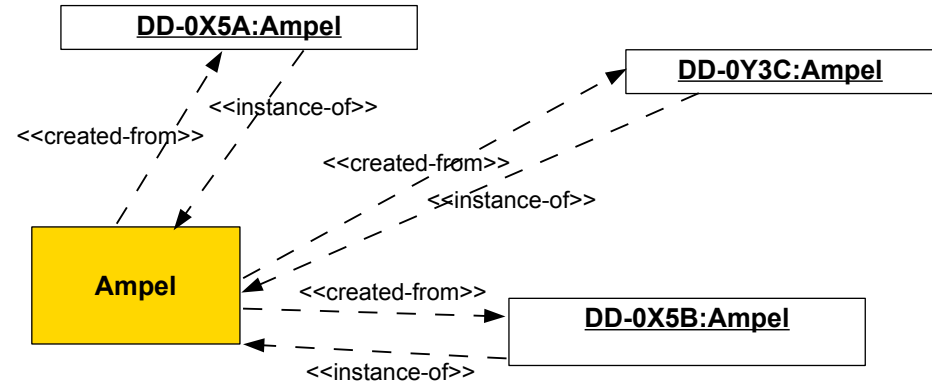 DD-0X5A:Ampel
DD-0Y3C:Ampel
<<instance-of>>
<<created-from>>
<<created-from>>
<<instance-of>>
Ampel
<<created-from>>
DD-0X5B:Ampel
<<instance-of>>